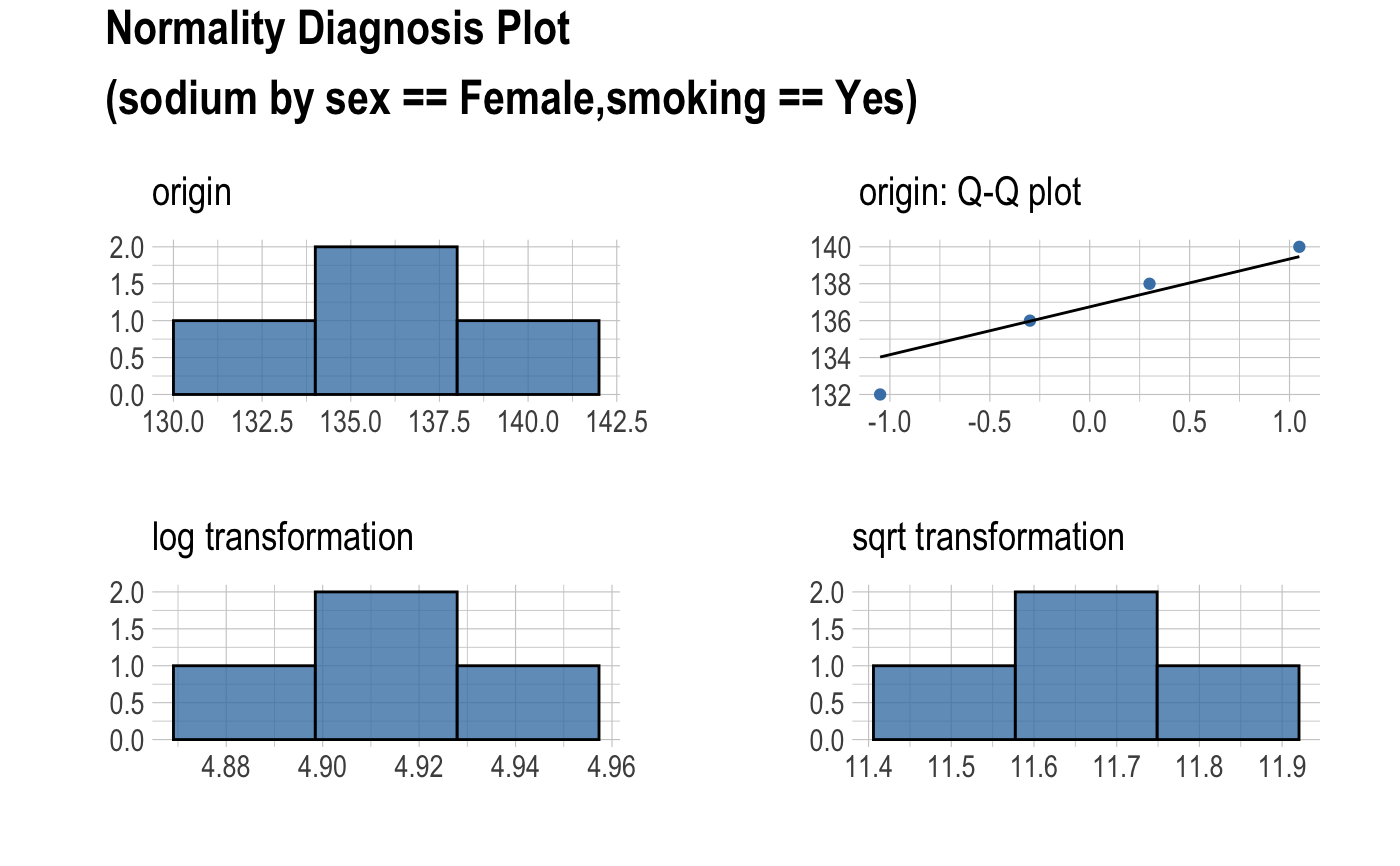 Normality Diagnosis Plot
(sodium by sex == Female,smoking == Yes)
origin
2.0
1.5
1.0
0.5
0.0
130.0 132.5 135.0 137.5 140.0 142.5
origin: Q-Q plot
140
138
136
134
132
-1.0 -0.5 0.0 0.5 1.0
log transformation
2.0
1.5
1.0
0.5
0.0
4.88 4.90 4.92 4.94 4.96
sqrt transformation
2.0
1.5
1.0
0.5
0.0
11.4 11.5 11.6 11.7 11.8 11.9